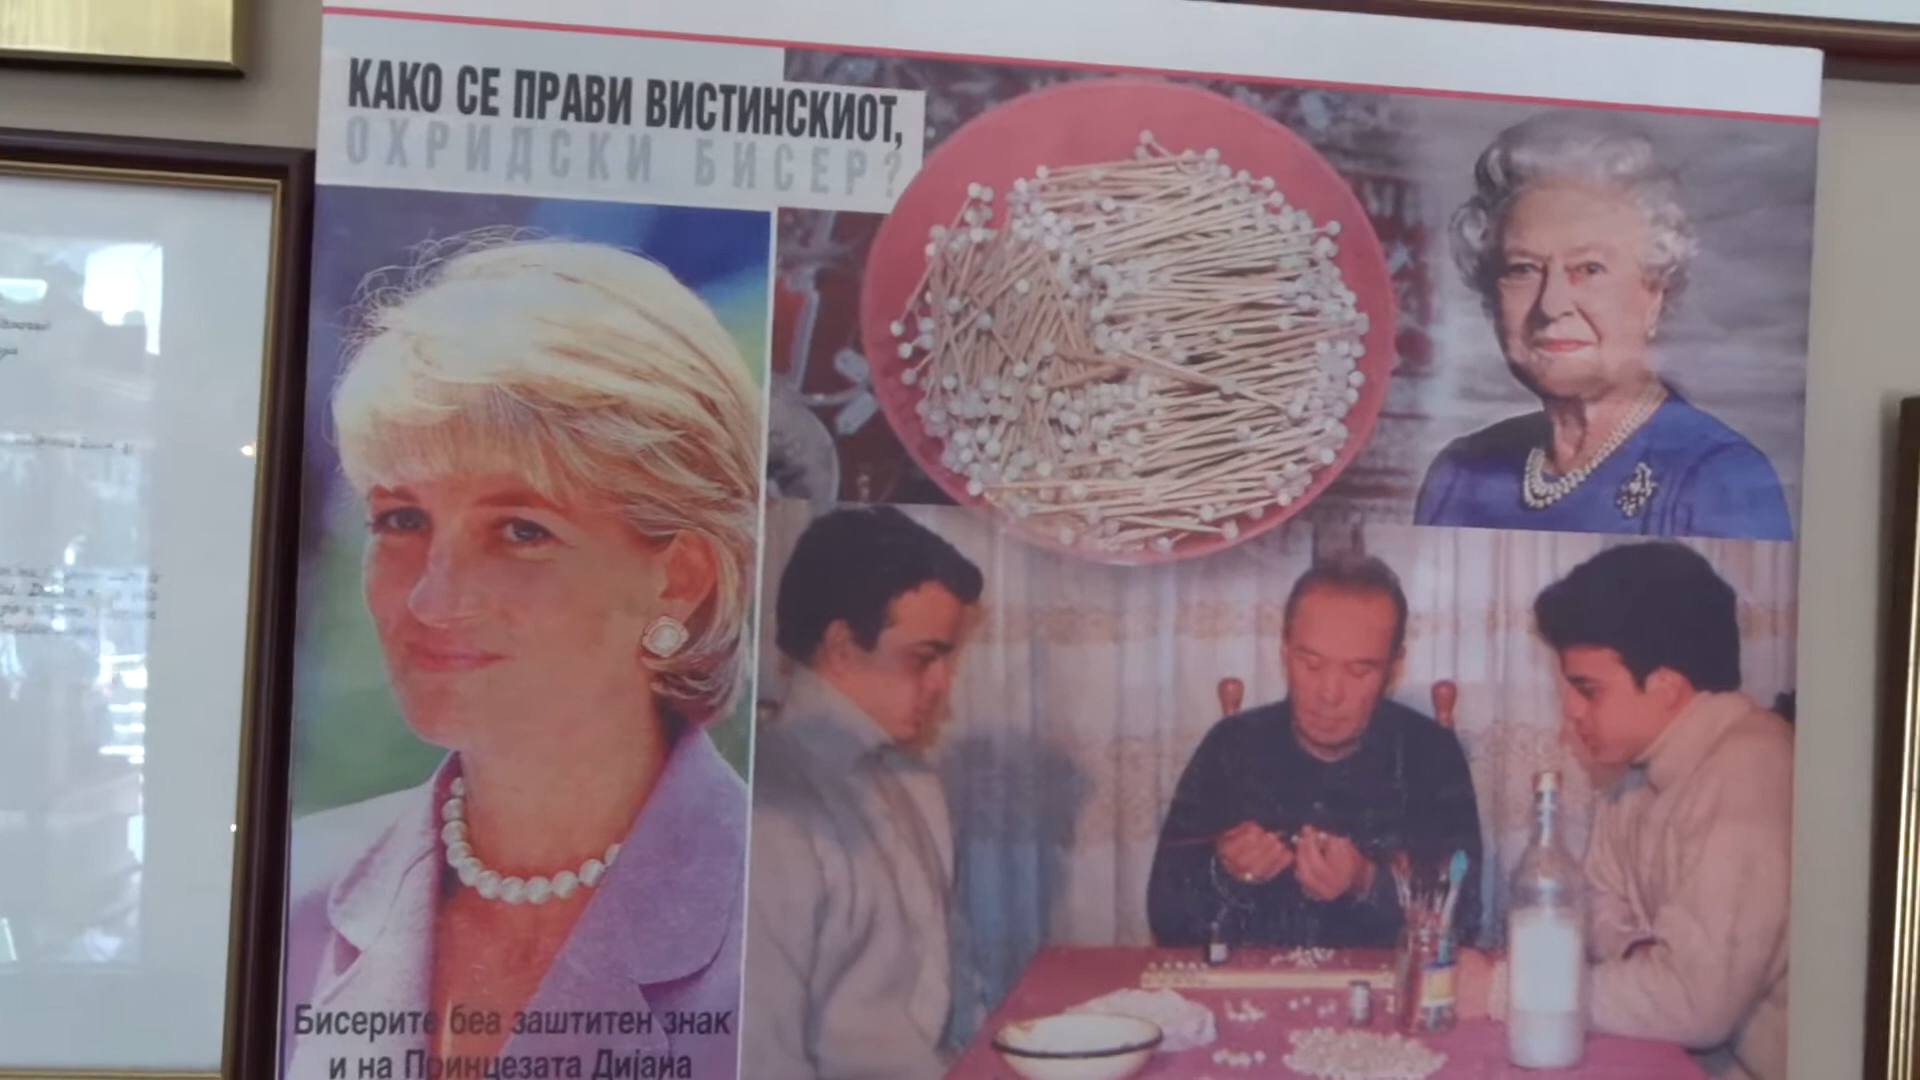 КАКО СЕ ПРАВИ ВИСТИНСКИОТ,
ОХРИДСКИ БИСЕР?
Бисерите беа заштитен знак
и на Принцезата Дијана